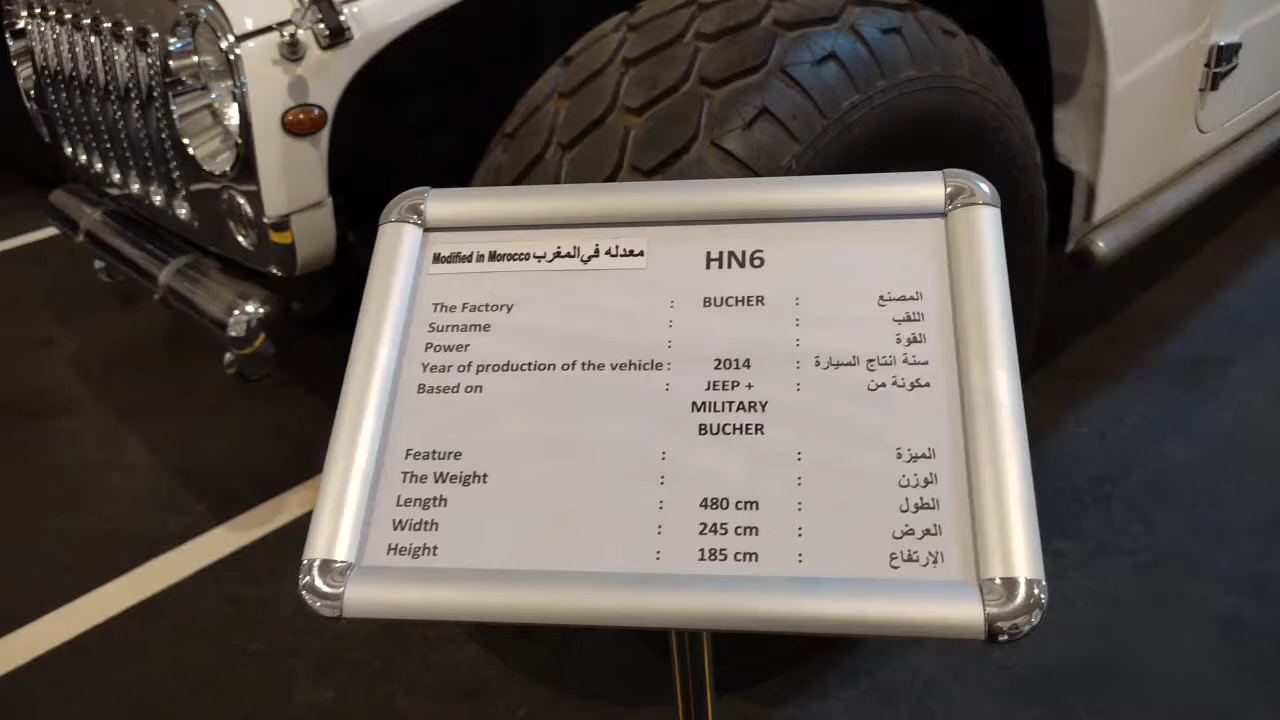 Modified in Morocco معدله في المغرب
HN6
The Factory : BUCHER : المصنع
Surname : : اللقب
Power : : القوة
Year of production of the vehicle : 2014 : سنة انتاج السيارة
Based on : JEEP + : مكونة من
MILITARY
BUCHER
Feature : : الميزة
The Weight : : الوزن
Length : 480 cm : الطول
Width : 245 cm : العرض
Height : 185 cm : الإرتفاع